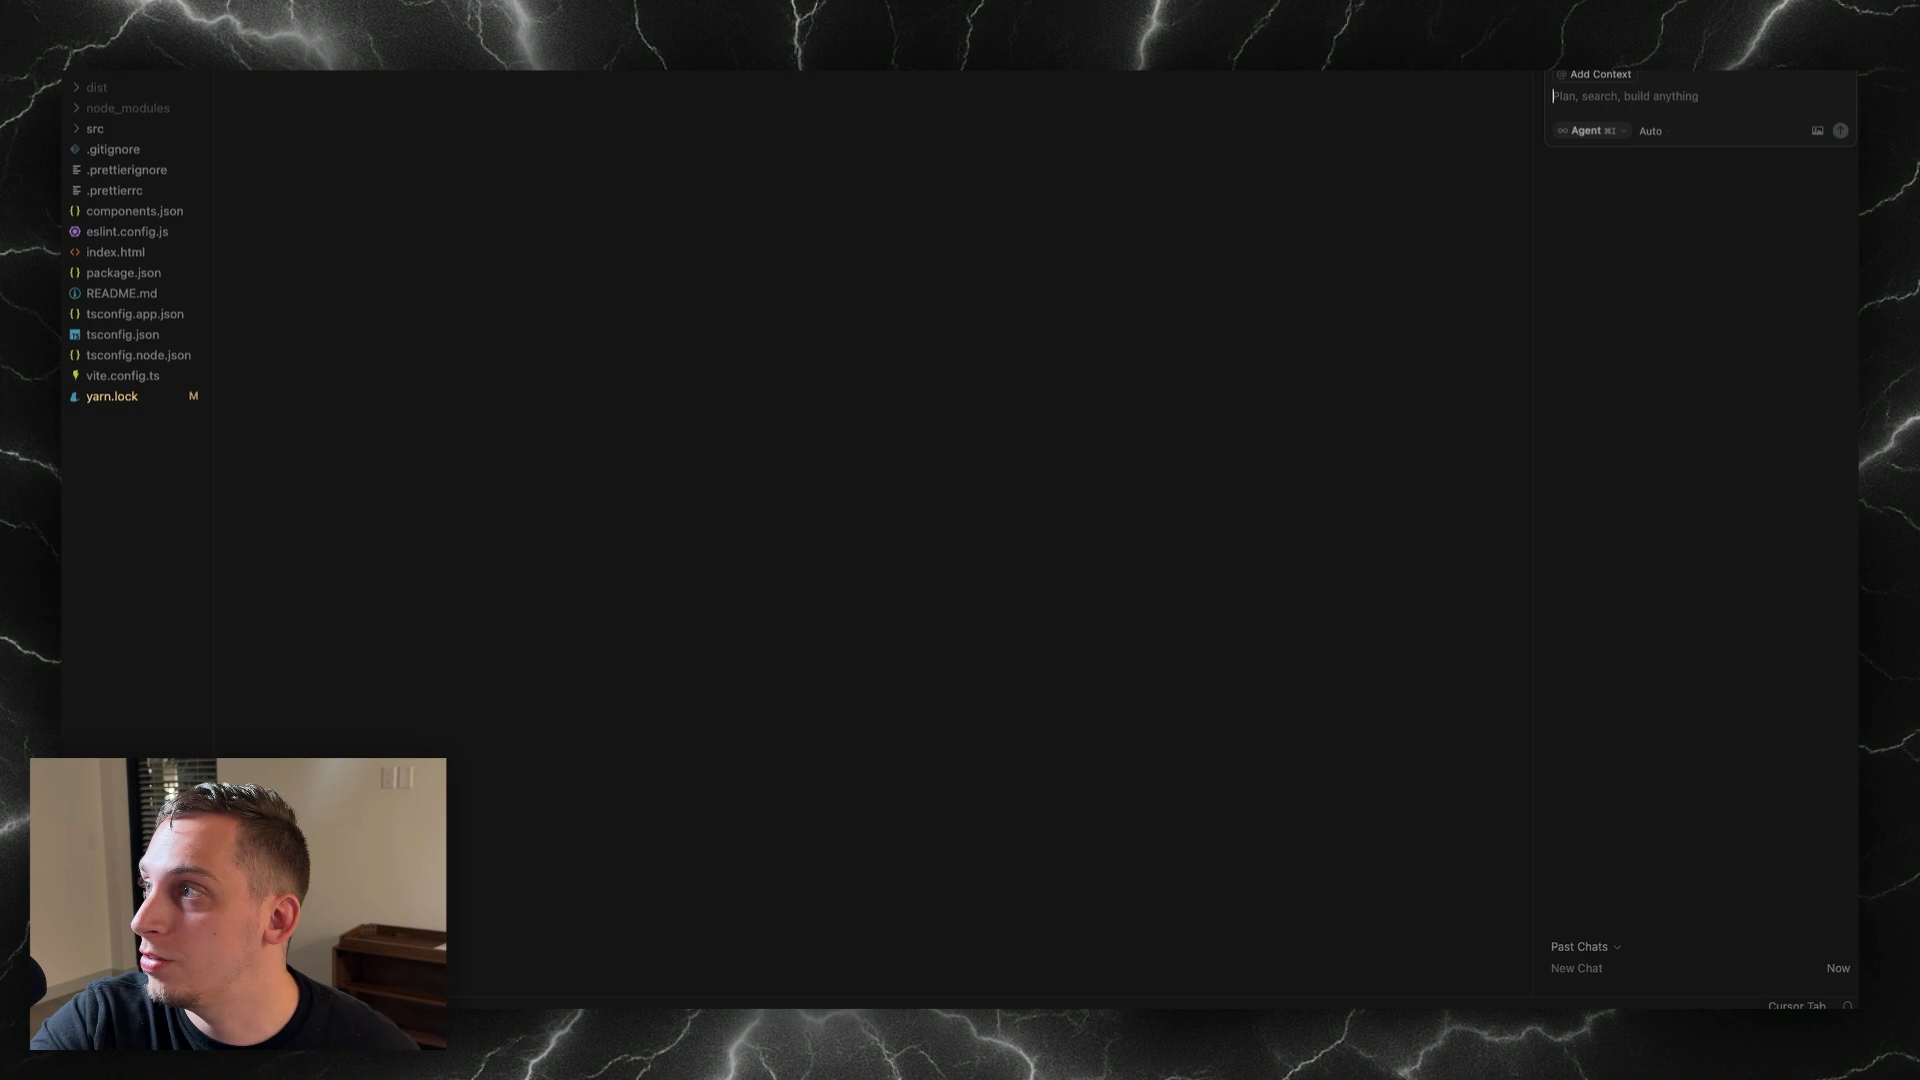 dist
node_modules
src
.gitignore
.prettierignore
.prettierrc
components.json
eslint.config.js
index.html
package.json
README.md
tsconfig.app.json
tsconfig.json
tsconfig.node.json
vite.config.ts
yarn.lock M
@ Add Context
Plan, search, build anything
∞ Agent ⌘I Auto
Past Chats
New Chat Now
Cursor Tab